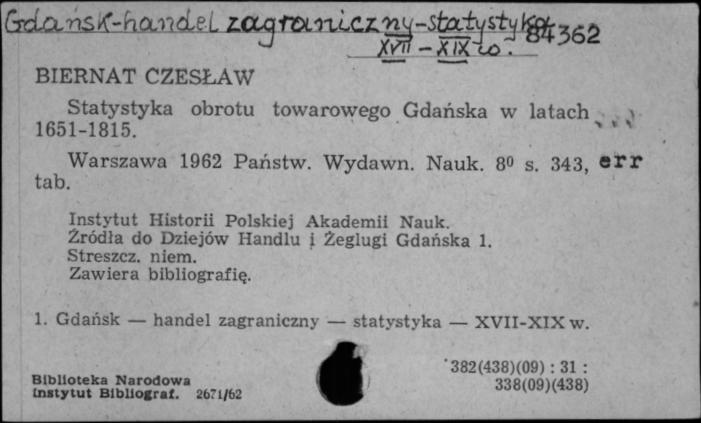 Gdańsk-handel zagraniczny-statystyka
84362
XVII - XIX w.
BIERNAT CZESŁAW
Statystyka obrotu towarowego Gdańska w latach
1651-1815.
Warszawa 1962 Państw. Wydawn. Nauk. 8⁰ s. 343, err
tab.
Instytut Historii Polskiej Akademii Nauk.
Źródła do Dziejów Handlu i Żeglugi Gdańska 1.
Streszcz. niem.
Zawiera bibliografię.
1. Gdańsk — handel zagraniczny — statystyka — XVII-XIX w.
382(438)(09) : 31 :
338(09)(438)
Biblioteka Narodowa
Instytut Bibliograf. 2671/62